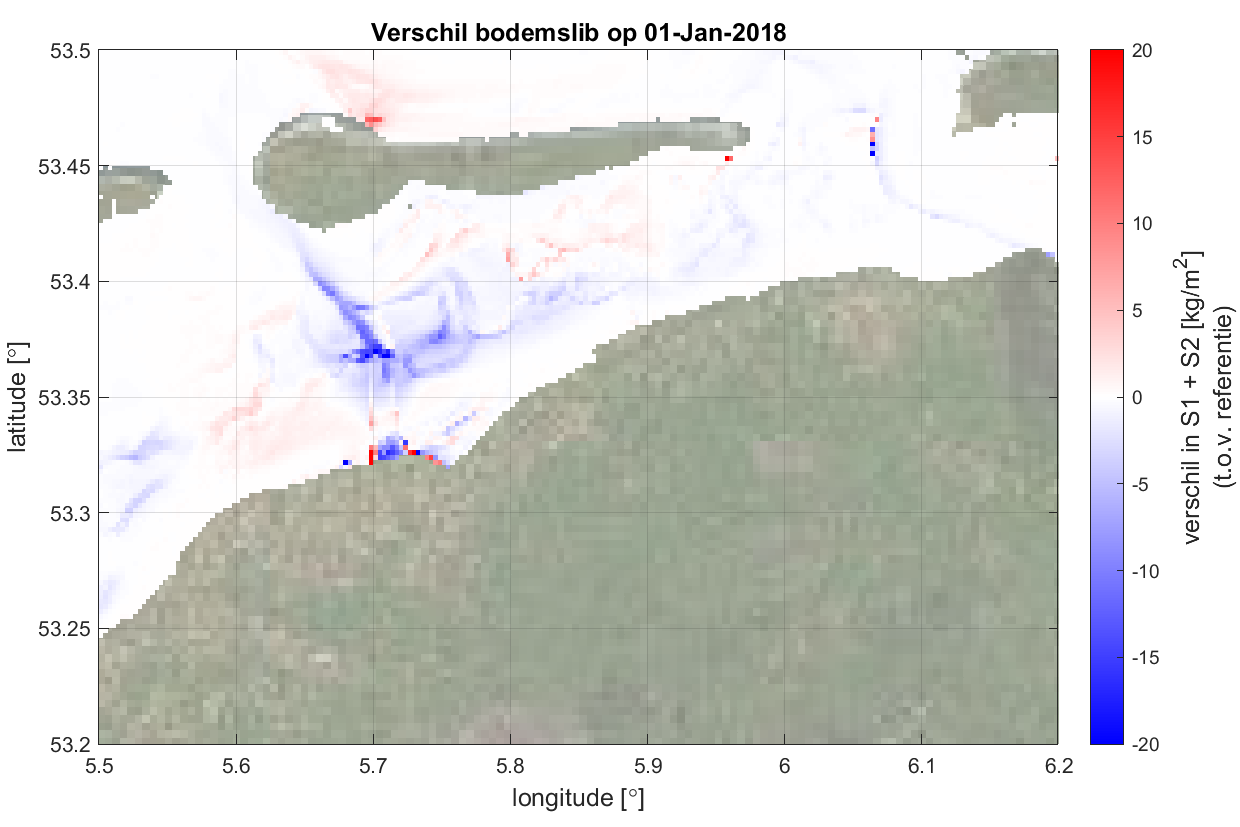 Verschil bodemslib op 01-Jan-2018
53.5
53.45
53.4
53.35
53.3
53.25
53.2
latitude [°]
5.5 5.6 5.7 5.8 5.9 6 6.1 6.2
longitude [°]
20
15
10
5
0
-5
-10
-15
-20
verschil in S1 + S2 [kg/m²]
(t.o.v. referentie)